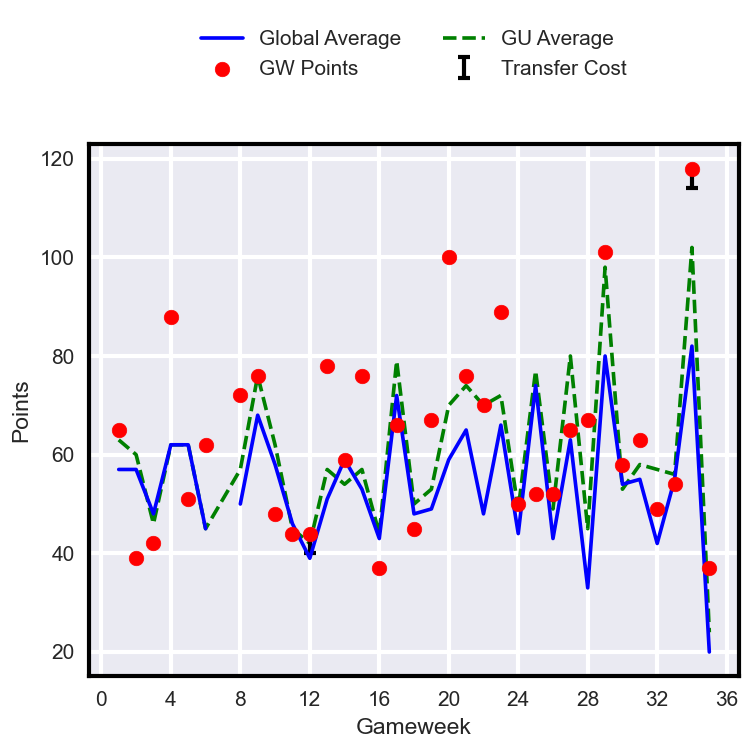 Global Average
GU Average
GW Points
Transfer Cost
120
100
80
60
40
20
Points
0 4 8 12 16 20 24 28 32 36
Gameweek